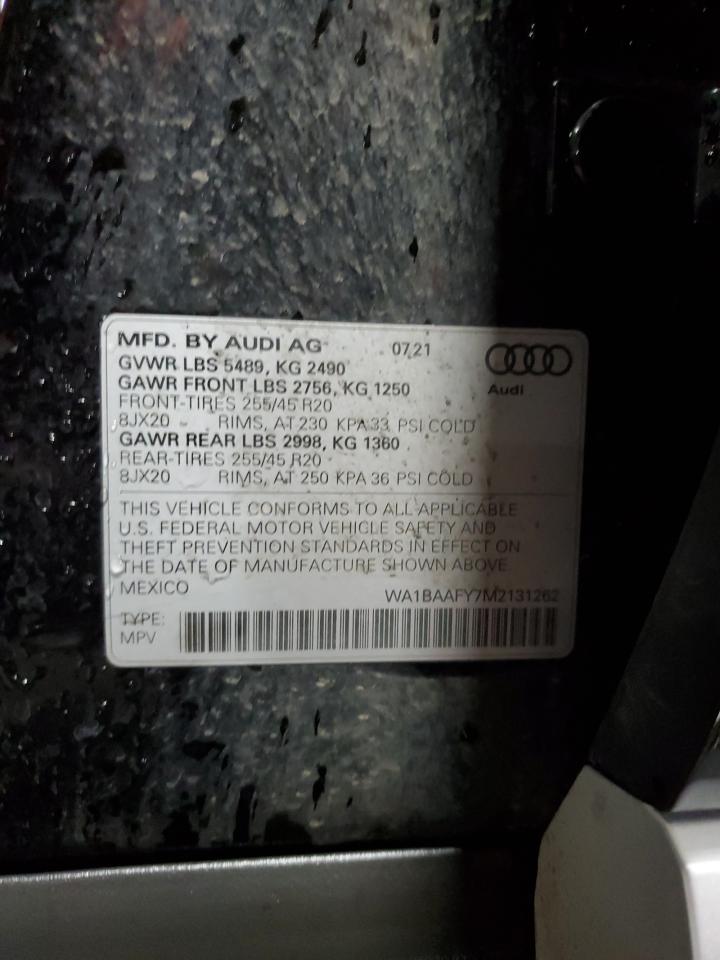 MFD. BY AUDI AG 07.21
GVWR LBS 5489, KG 2490
GAWR FRONT LBS 2756, KG 1250
Audi
FRONT-TIRES 255/45 R20
8JX20 RIMS, AT 230 KPA 33 PSI COLD
GAWR REAR LBS 2998, KG 1360
REAR-TIRES 255/45 R20
8JX20 RIMS, AT 250 KPA 36 PSI COLD
THIS VEHICLE CONFORMS TO ALL APPLICABLE
U.S. FEDERAL MOTOR VEHICLE SAFETY AND
THEFT PREVENTION STANDARDS IN EFFECT ON
THE DATE OF MANUFACTURE SHOWN ABOVE
MEXICO WA1BAAFY7M2131262
TYPE:
MPV